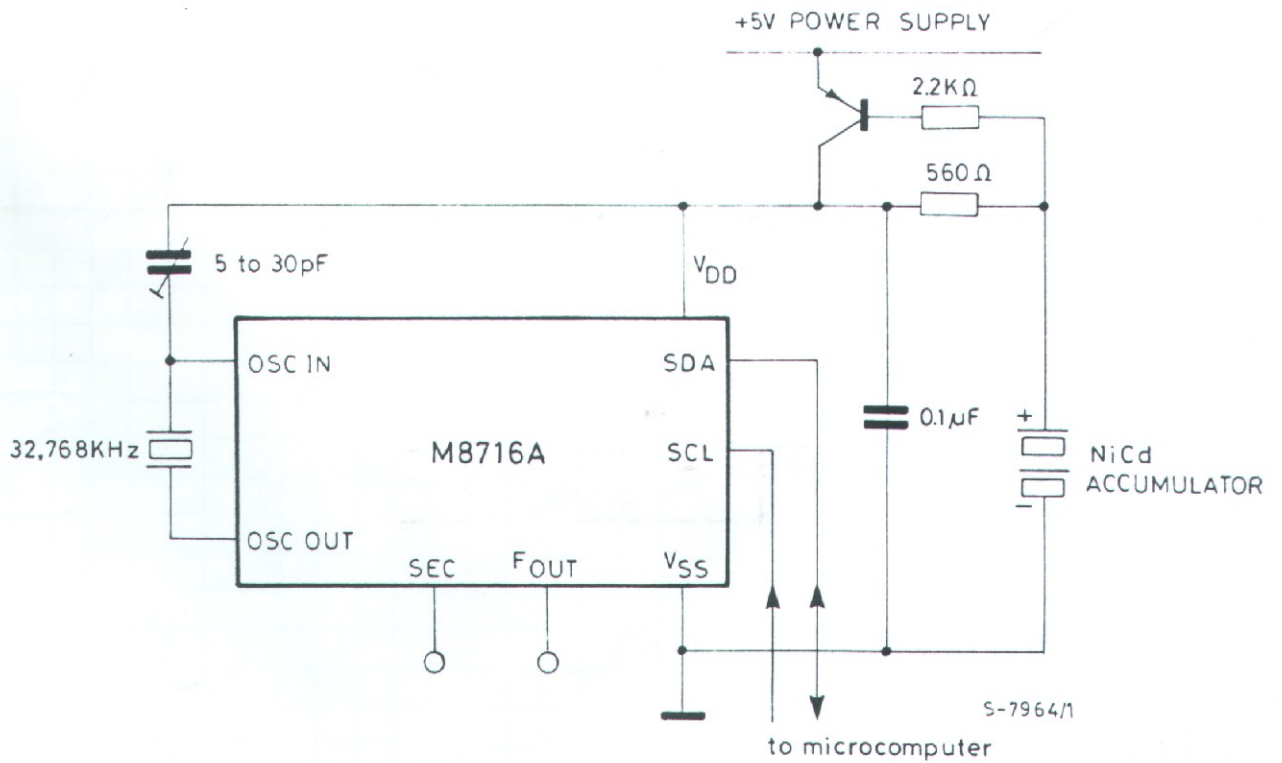 +5V POWER SUPPLY
2.2KΩ
560Ω
5 to 30pF
VDD
OSC IN
SDA
32,768KHz
M8716A
SCL
0.1µF
+
NiCd
ACCUMULATOR
-
OSC OUT
SEC
FOUT
VSS
S-7964/1
to microcomputer